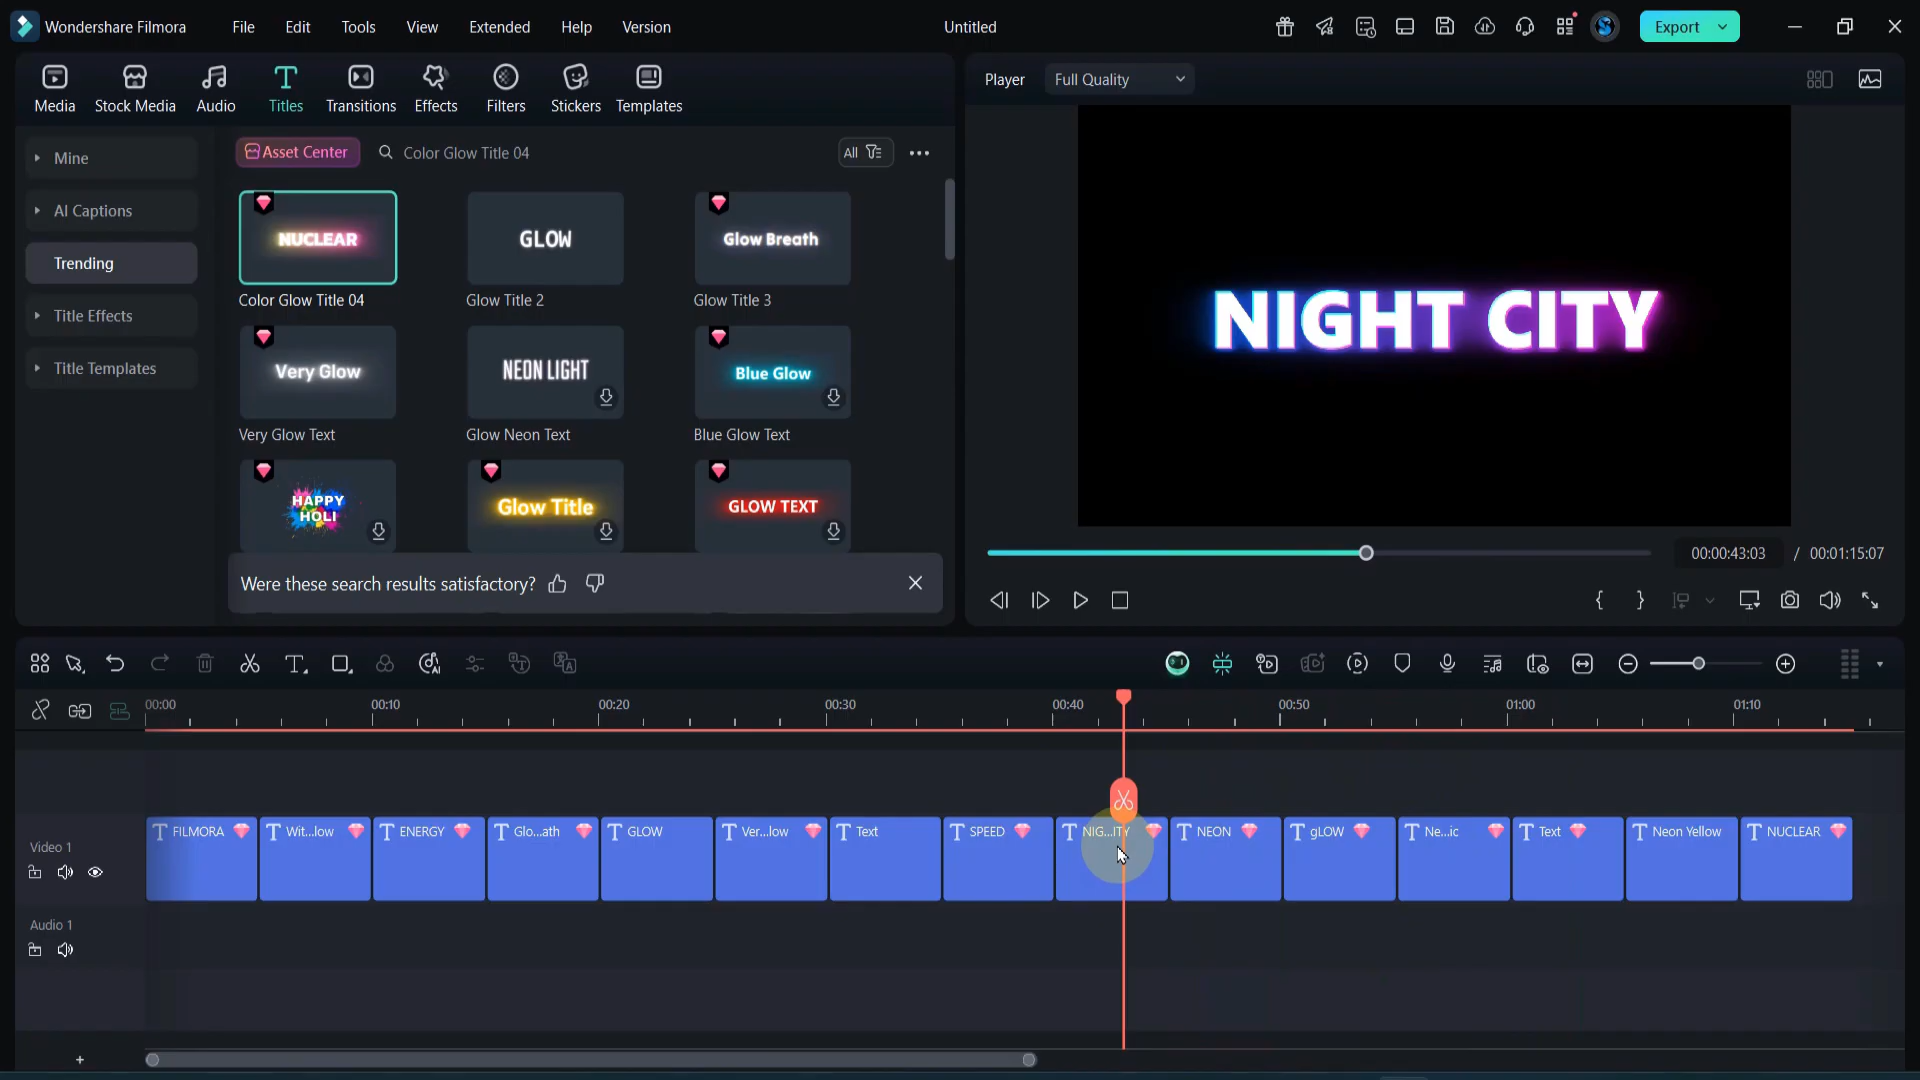 Wondershare Filmora
File
Edit
Tools
View
Extended
Help
Version
Untitled
Export
Media
Stock Media
Audio
Titles
Transitions
Effects
Filters
Stickers
Templates
Player
Full Quality
Mine
AI Captions
Trending
Title Effects
Title Templates
Asset Center
Color Glow Title 04
All
NUCLEAR
GLOW
Glow Breath
Color Glow Title 04
Glow Title 2
Glow Title 3
Very Glow
NEON LIGHT
Blue Glow
Very Glow Text
Glow Neon Text
Blue Glow Text
HAPPY
HOLI
Glow Title
GLOW TEXT
Were these search results satisfactory?
NIGHT CITY
00:00:43:03 / 00:01:15:07
00:00
00:10
00:20
00:30
00:40
00:50
01:00
01:10
Video 1
FILMORA
Wit...low
ENERGY
Glo...ath
GLOW
Ver...low
Text
SPEED
NIG...ITY
NEON
gLOW
Ne...ic
Text
Neon Yellow
NUCLEAR
Audio 1